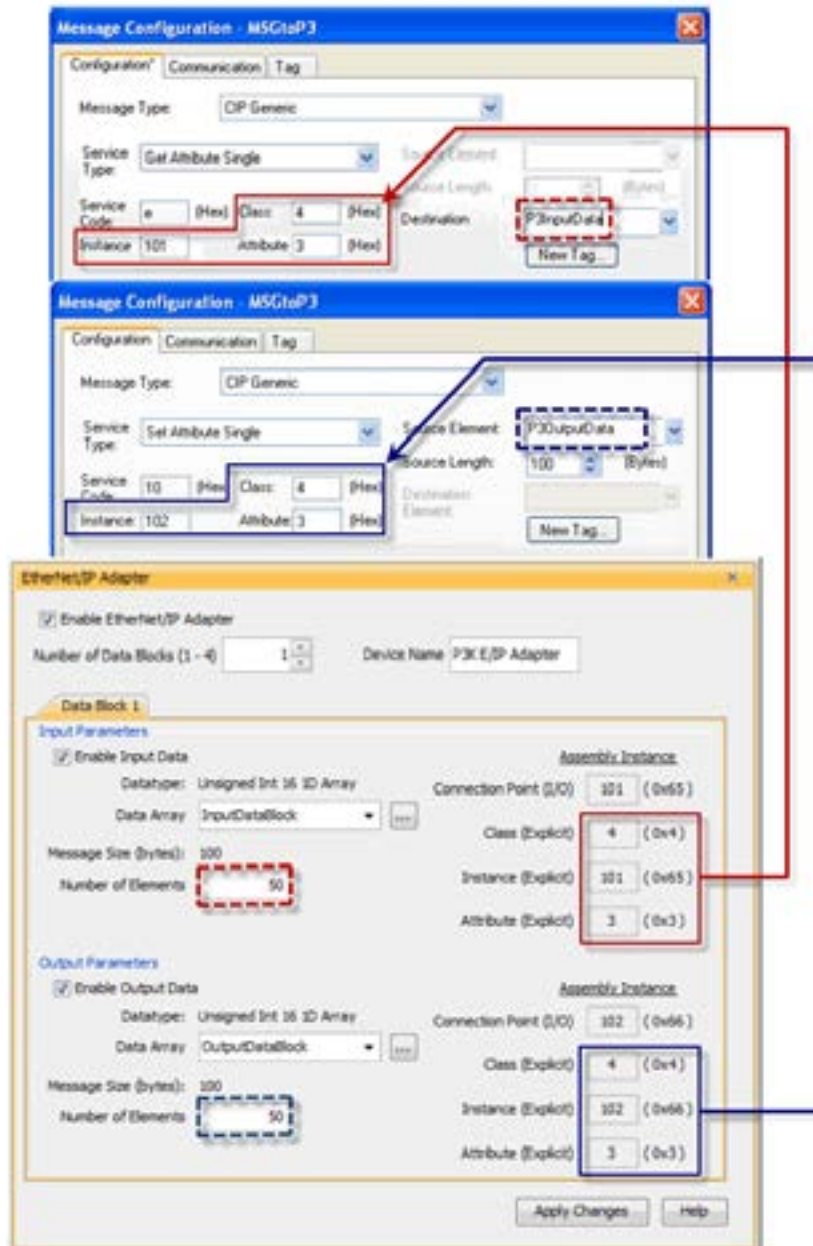 Message Configuration - MSGtoP3
Configuration* Communication Tag
Message Type: CIP Generic
Service Type: Get Attribute Single Source Element
Source Length: (Bytes)
Service Code: e (Hex) Class: 4 (Hex) Destination P3InputData
Instance 101 Attribute 3 (Hex) New Tag...
Message Configuration - MSGtoP3
Configuration Communication Tag
Message Type: CIP Generic
Service Type: Set Attribute Single Source Element P3OutputData
Source Length: 100 (Bytes)
Service Code: 10 (Hex) Class: 4 (Hex) Destination Element
Instance: 102 Attribute: 3 (Hex) New Tag...
EtherNet/IP Adapter
Enable EtherNet/IP Adapter
Number of Data Blocks (1 - 4) 1 Device Name P3K E/IP Adapter
Data Block 1
Input Parameters
Enable Input Data Assembly Instance
Datatype: Unsigned Int 16 1D Array Connection Point (I/O) 101 (0x65)
Data Array InputDataBlock ... Class (Explicit) 4 (0x4)
Message Size (bytes): 100
Number of Elements 50 Instance (Explicit) 101 (0x65)
Attribute (Explicit) 3 (0x3)
Output Parameters
Enable Output Data Assembly Instance
Datatype: Unsigned Int 16 1D Array Connection Point (I/O) 102 (0x66)
Data Array OutputDataBlock ... Class (Explicit) 4 (0x4)
Message Size (bytes): 100
Number of Elements 50 Instance (Explicit) 102 (0x66)
Attribute (Explicit) 3 (0x3)
Apply Changes Help